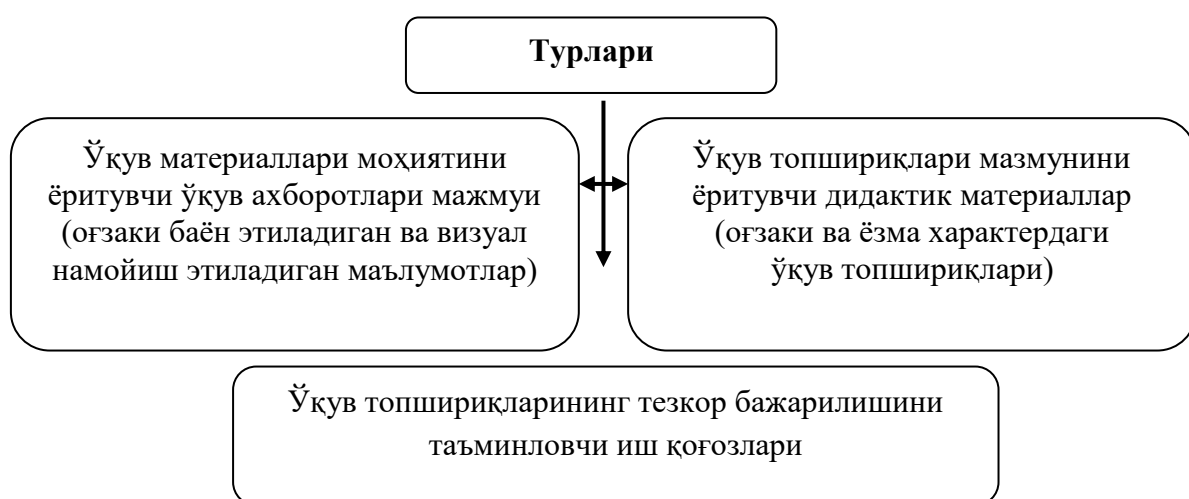 Турлари
Ўқув материаллари моҳиятини
ёритувчи ўқув ахборотлари мажмуи
(оғзаки баён этиладиган ва визуал
намойиш этиладиган маълумотлар)
Ўқув топшириқлари мазмунини
ёритувчи дидактик материаллар
(оғзаки ва ёзма характердаги
ўқув топшириқлари)
Ўқув топшириқларининг тезкор бажарилишини
таъминловчи иш қоғозлари